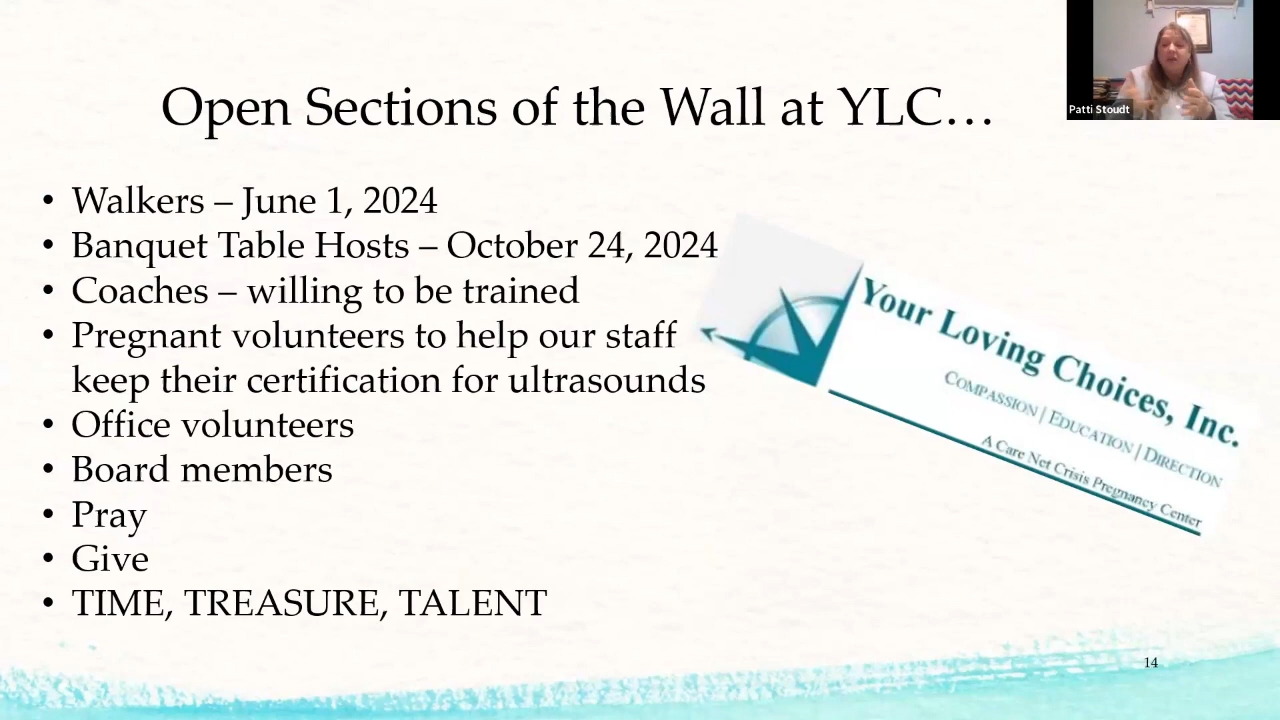 Patti Stoudt
Open Sections of the Wall at YLC…
• Walkers – June 1, 2024
• Banquet Table Hosts – October 24, 2024
• Coaches – willing to be trained
• Pregnant volunteers to help our staff
keep their certification for ultrasounds
• Office volunteers
• Board members
• Pray
• Give
• TIME, TREASURE, TALENT
Your Loving Choices, Inc.
COMPASSION | EDUCATION | DIRECTION
A Care Net Crisis Pregnancy Center
14